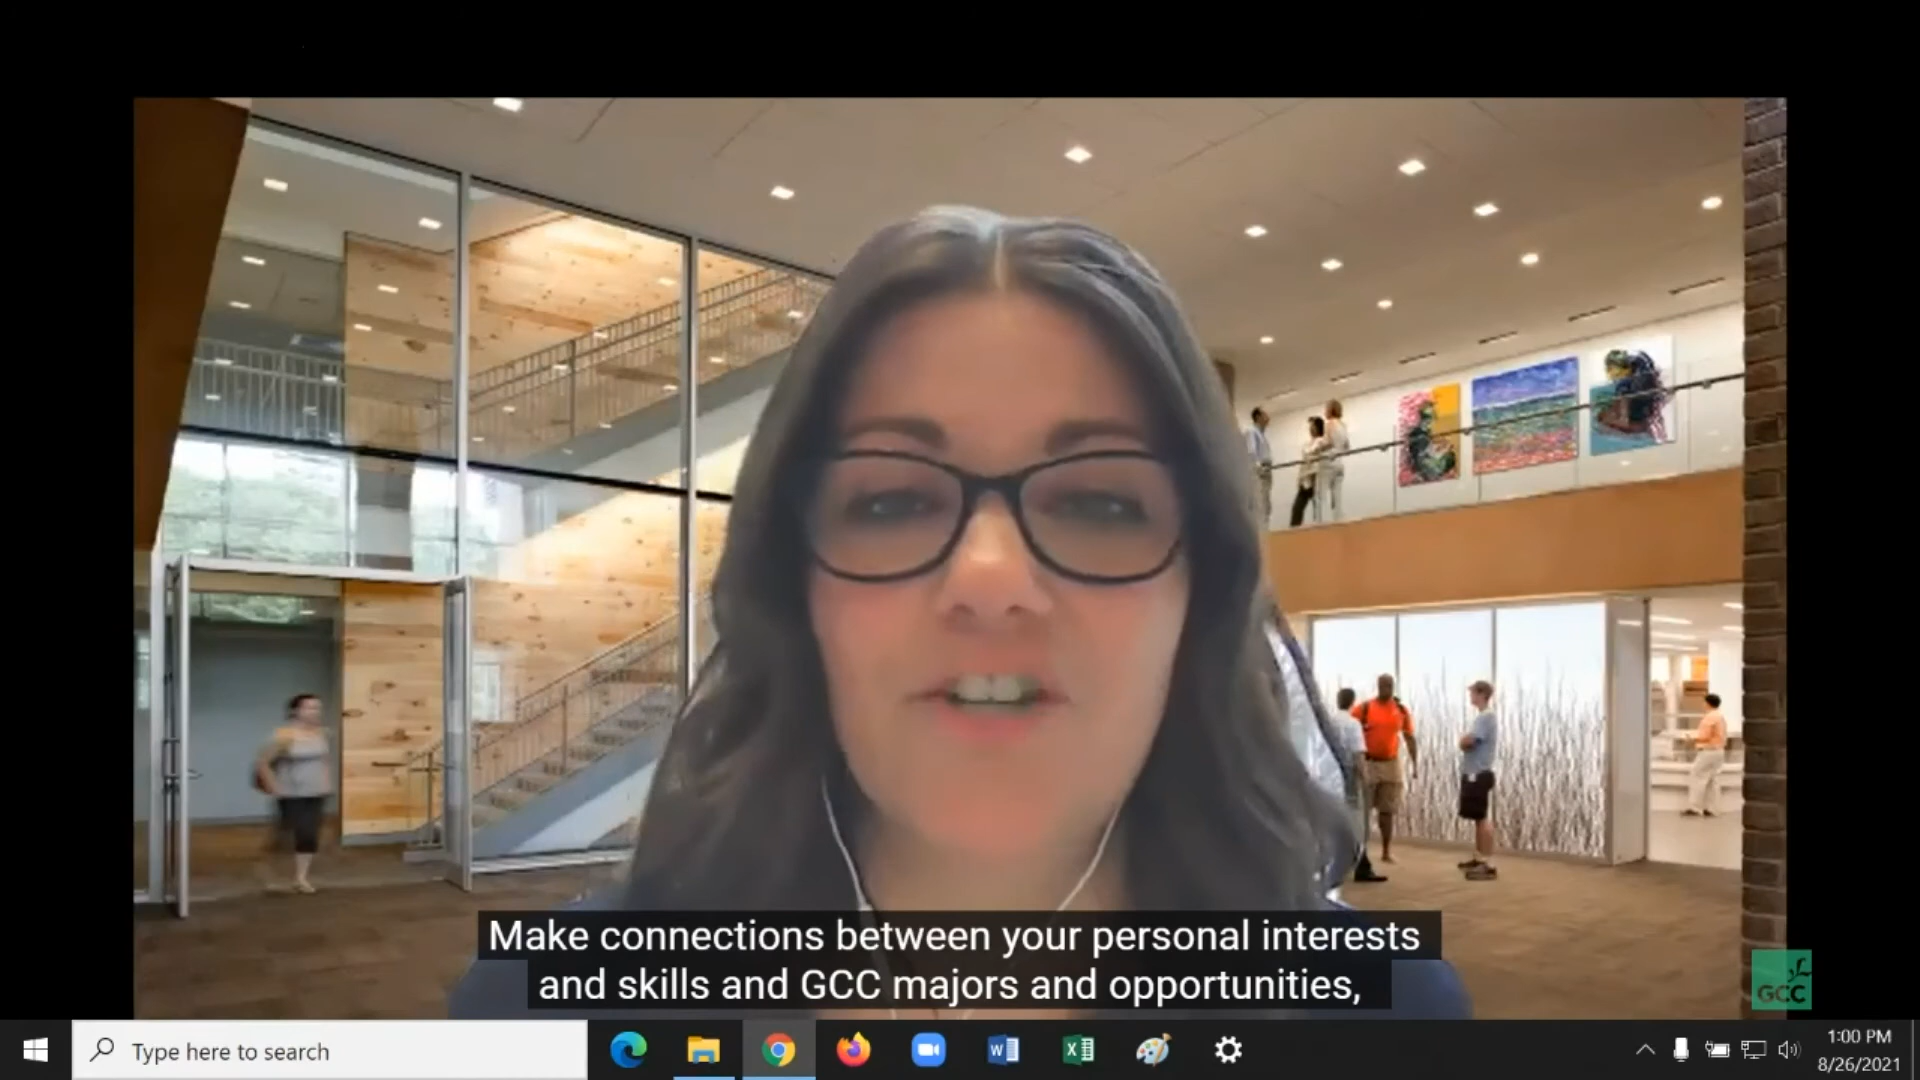 Make connections between your personal interests
and skills and GCC majors and opportunities,
GCC
Type here to search
1:00 PM
8/26/2021